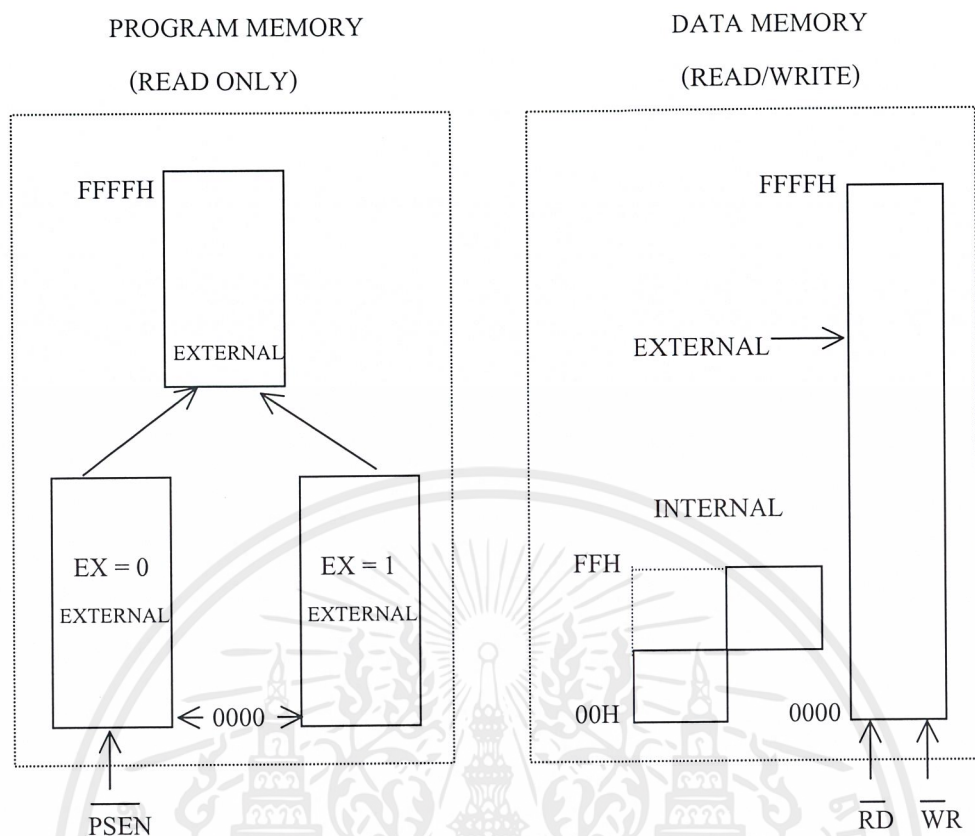 PROGRAM MEMORY
(READ ONLY)
FFFFH
EXTERNAL
EX = 0
EXTERNAL
EX = 1
EXTERNAL
0000
PSEN
DATA MEMORY
(READ/WRITE)
FFFFH
EXTERNAL
INTERNAL
FFH
00H
0000
RD
WR